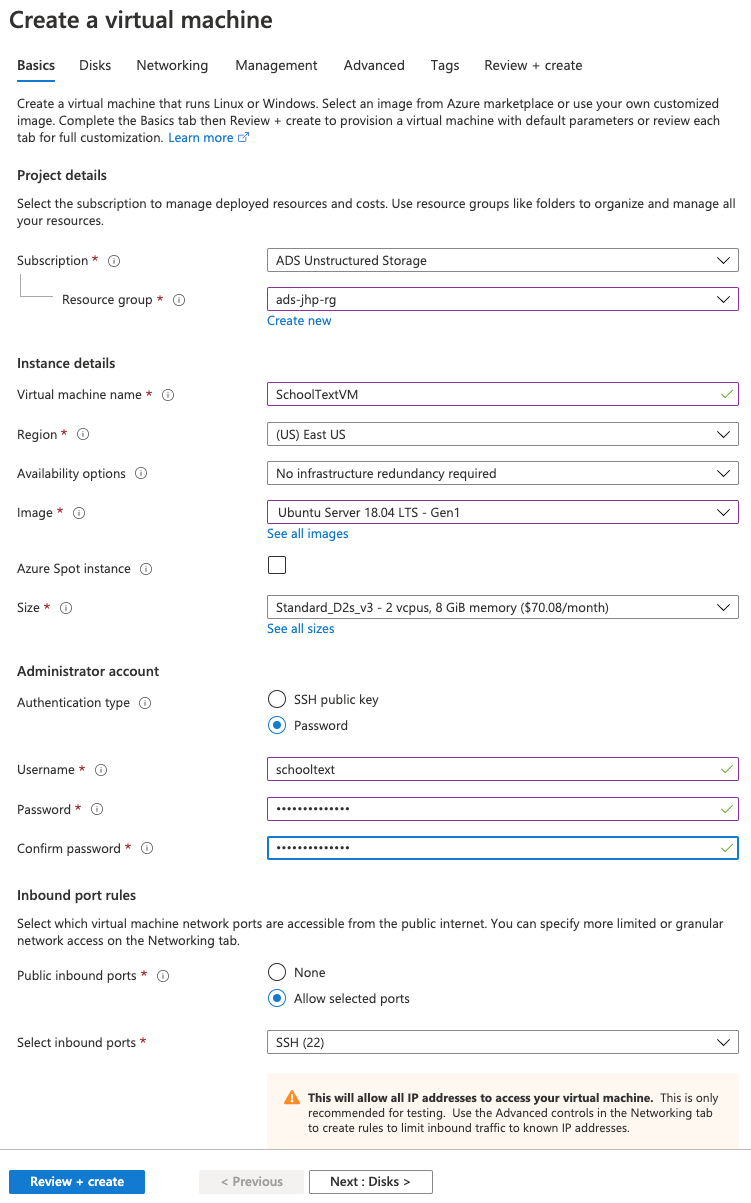 Create a virtual machine
Basics Disks Networking Management Advanced Tags Review + create
Create a virtual machine that runs Linux or Windows. Select an image from Azure marketplace or use your own customized
image. Complete the Basics tab then Review + create to provision a virtual machine with default parameters or review each
tab for full customization. Learn more
Project details
Select the subscription to manage deployed resources and costs. Use resource groups like folders to organize and manage all
your resources.
Subscription * ADS Unstructured Storage
Resource group * ads-jhp-rg
Create new
Instance details
Virtual machine name * SchoolTextVM
Region * (US) East US
Availability options No infrastructure redundancy required
Image * Ubuntu Server 18.04 LTS - Gen1
See all images
Azure Spot instance
Size * Standard_D2s_v3 - 2 vcpus, 8 GiB memory ($70.08/month)
See all sizes
Administrator account
Authentication type SSH public key
Password
Username * schooltext
Password * ••••••••••••••
Confirm password * ••••••••••••••
Inbound port rules
Select which virtual machine network ports are accessible from the public internet. You can specify more limited or granular
network access on the Networking tab.
Public inbound ports * None
Allow selected ports
Select inbound ports * SSH (22)
This will allow all IP addresses to access your virtual machine. This is only
recommended for testing. Use the Advanced controls in the Networking tab
to create rules to limit inbound traffic to known IP addresses.
Review + create < Previous Next : Disks >